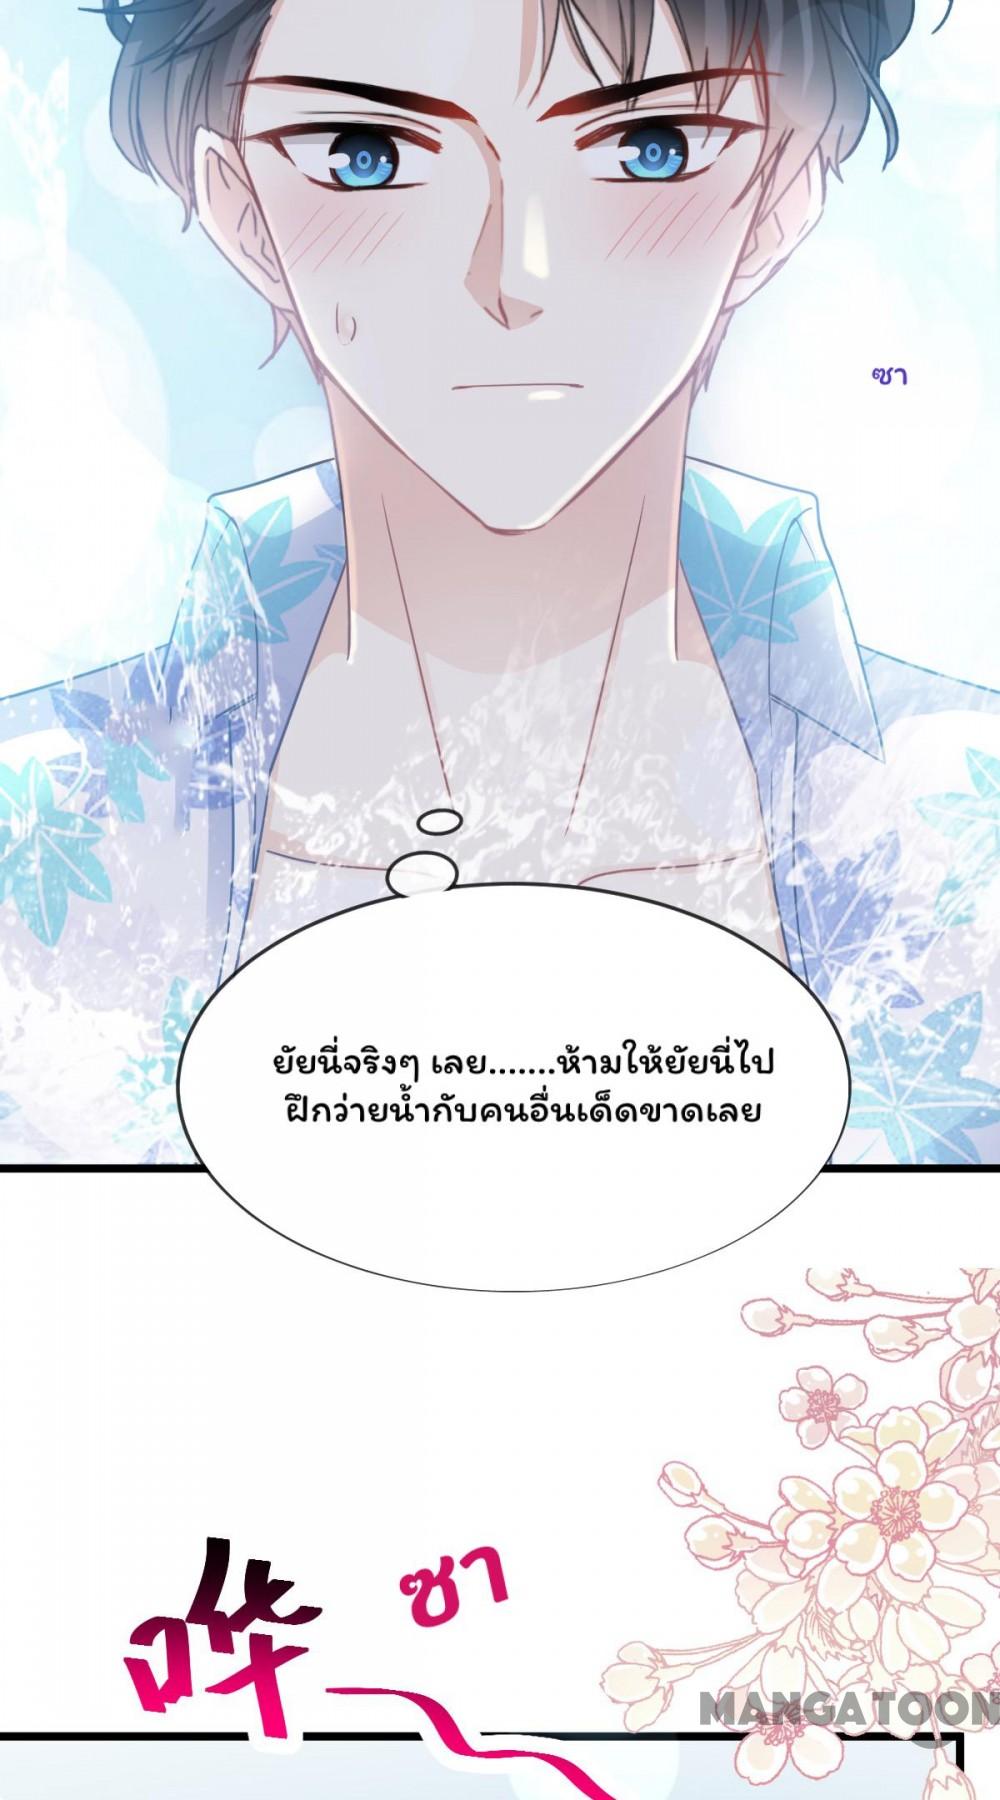 ซา
ยัยนี่จริงๆ เลย.......ห้ามให้ยัยนี่ไป
ฝึกว่ายน้ำกับคนอื่นเด็ดขาดเลย
ซา
哗
MANGATOON